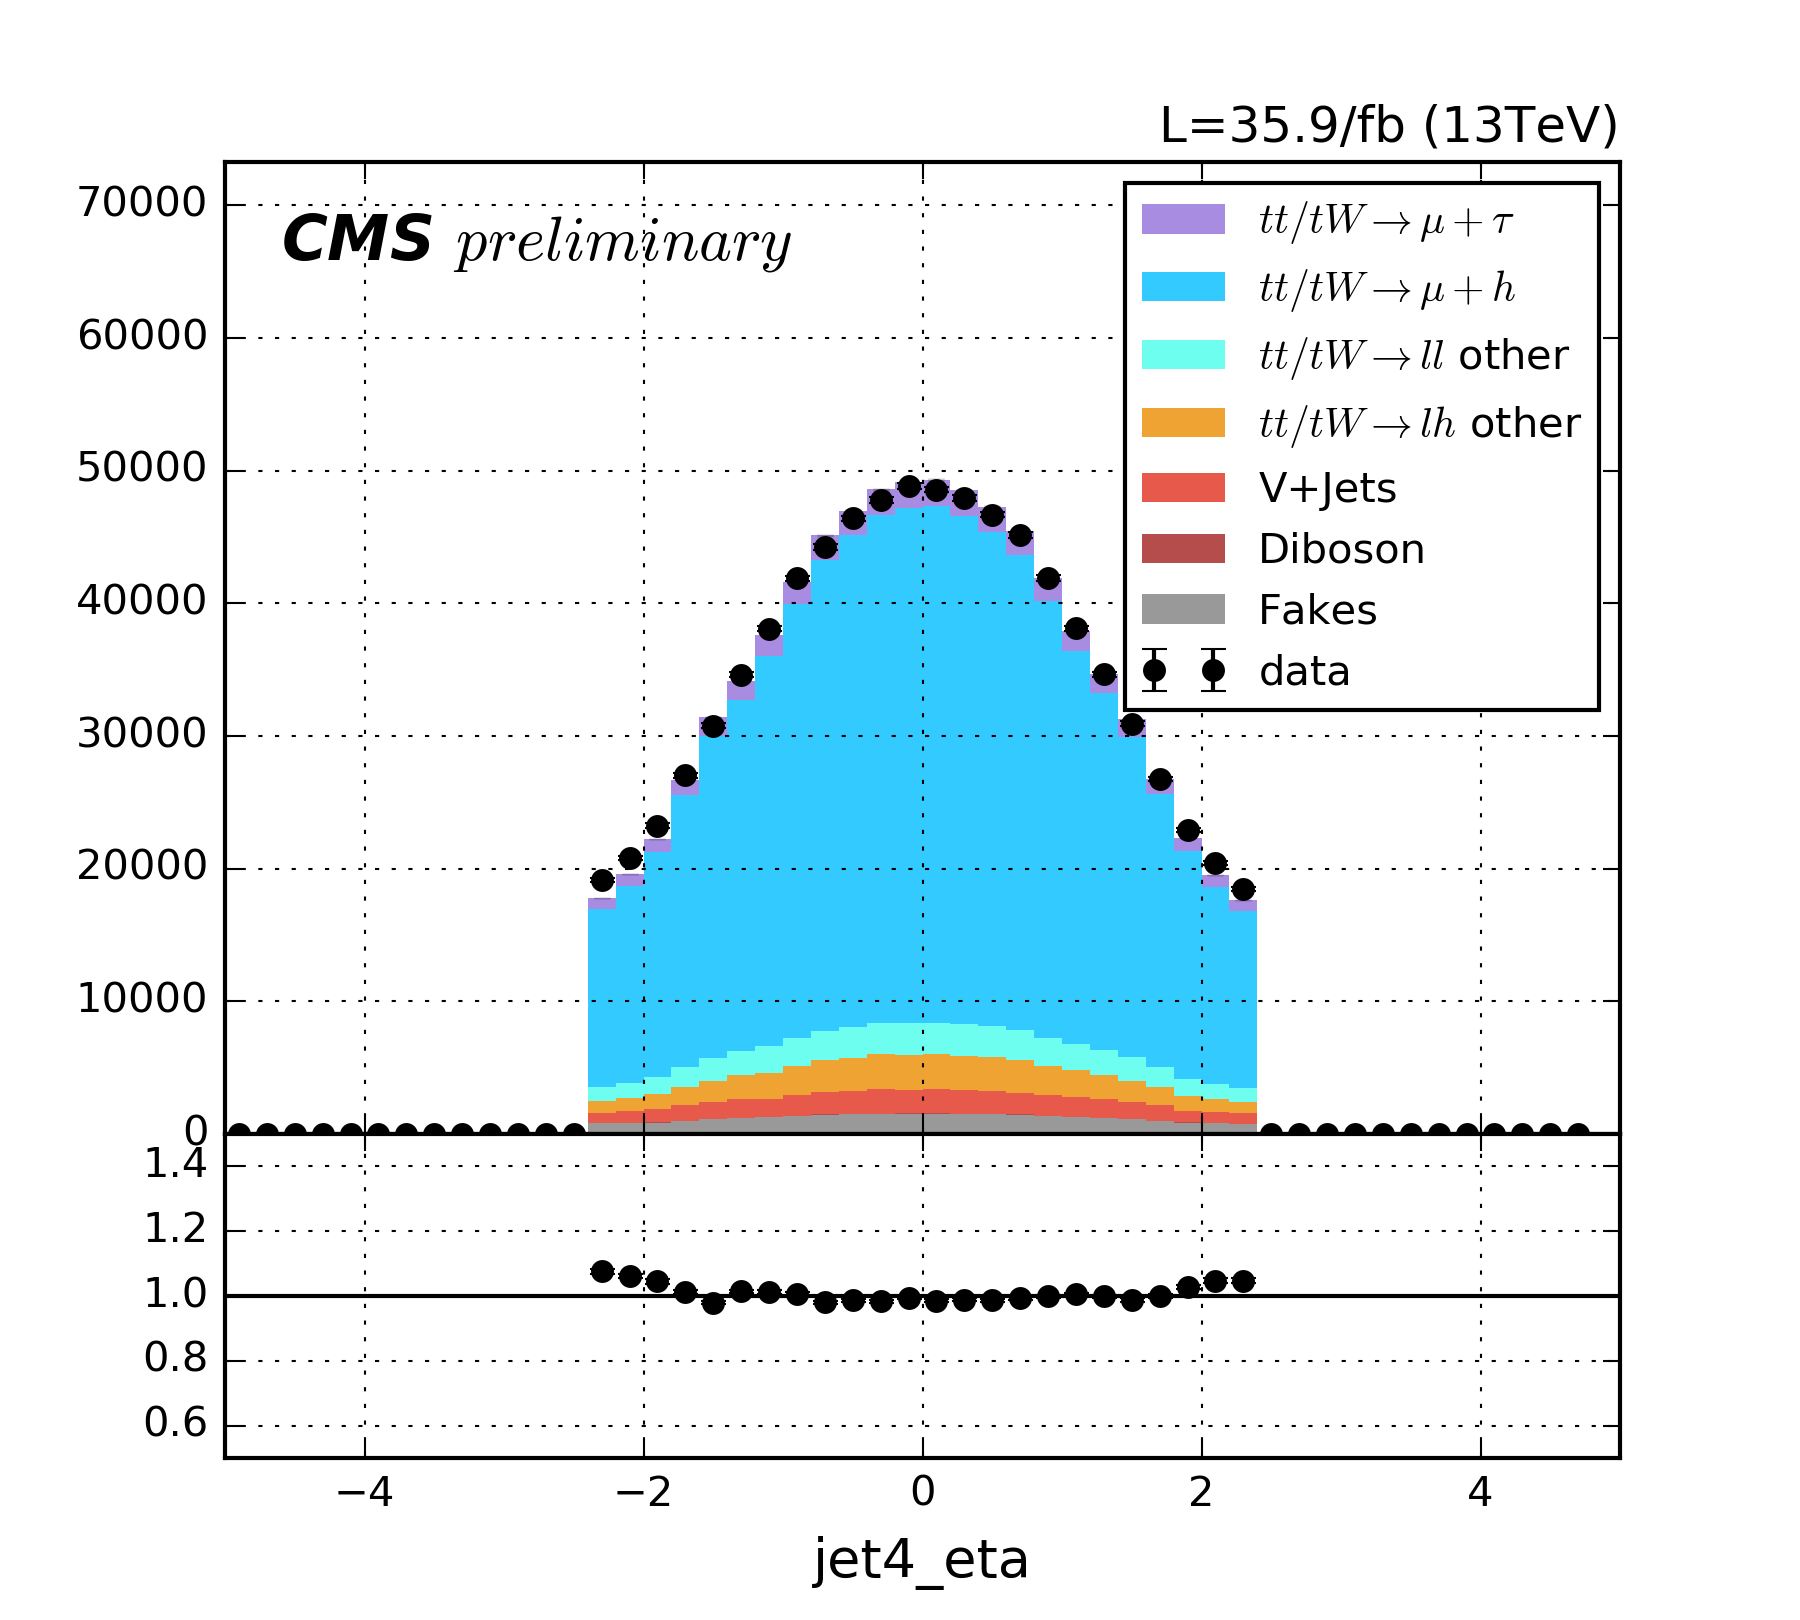 L=35.9/fb (13TeV)
CMS preliminary
70000
60000
50000
40000
30000
20000
10000
0
tt/tW→μ+τ
tt/tW→μ+h
tt/tW→ll other
tt/tW→lh other
V+Jets
Diboson
Fakes
data
1.4
1.2
1.0
0.8
0.6
−4 −2 0 2 4
jet4_eta